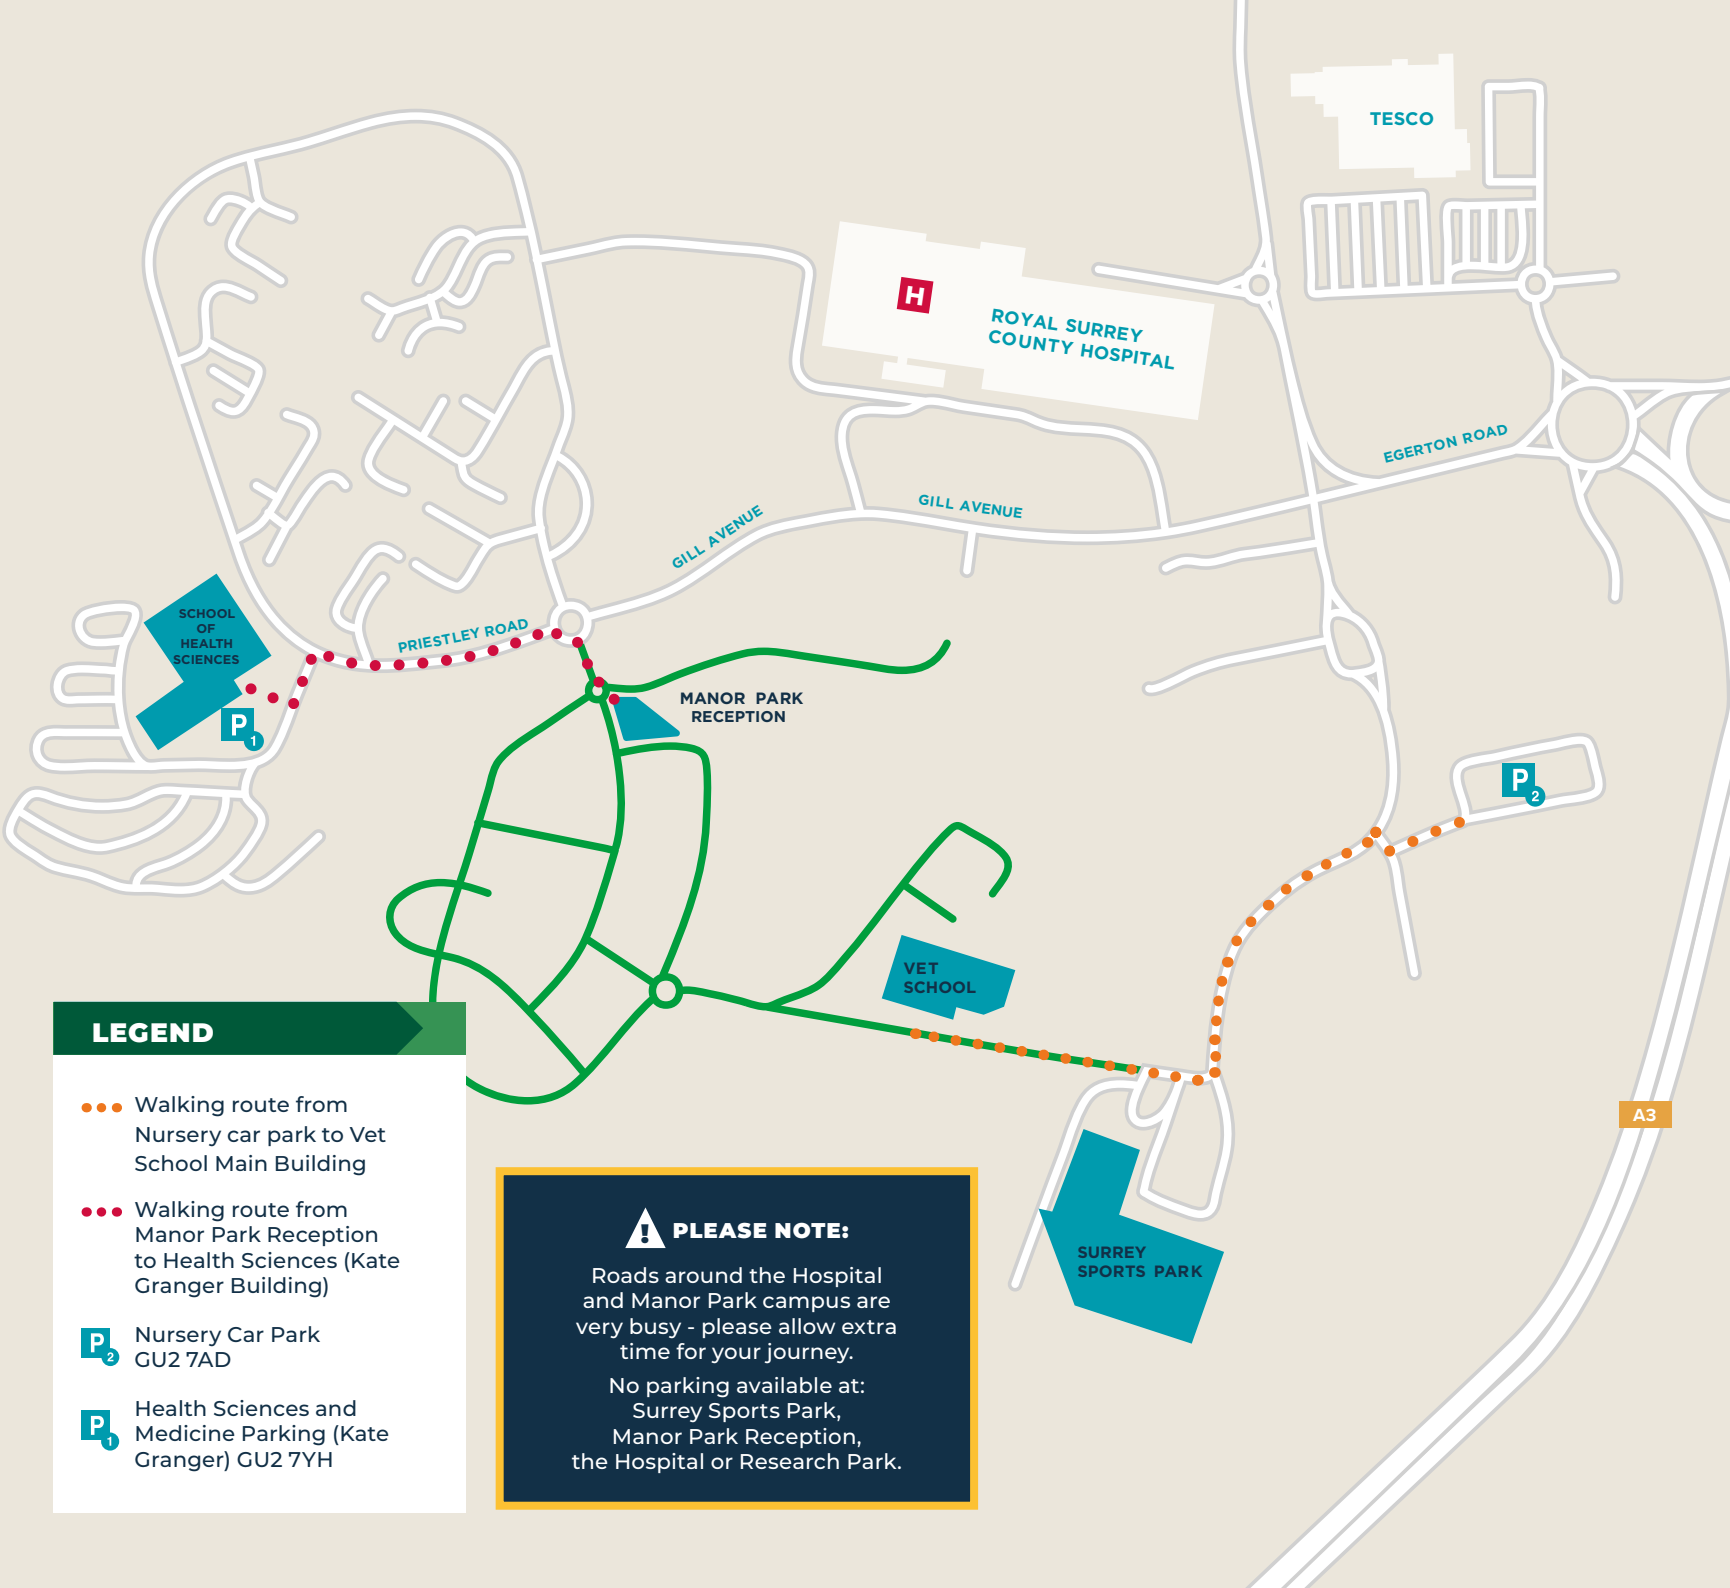 TESCO
H
ROYAL SURREY
COUNTY HOSPITAL
EGERTON ROAD
GILL AVENUE
GILL AVENUE
PRIESTLEY ROAD
SCHOOL
OF
HEALTH
SCIENCES
P
1
MANOR PARK
RECEPTION
P
2
VET
SCHOOL
A3
SURREY
SPORTS PARK
LEGEND
Walking route from
Nursery car park to Vet
School Main Building
Walking route from
Manor Park Reception
to Health Sciences (Kate
Granger Building)
P
2
Nursery Car Park
GU2 7AD
P
1
Health Sciences and
Medicine Parking (Kate
Granger) GU2 7YH
! PLEASE NOTE:
Roads around the Hospital
and Manor Park campus are
very busy - please allow extra
time for your journey.
No parking available at:
Surrey Sports Park,
Manor Park Reception,
the Hospital or Research Park.